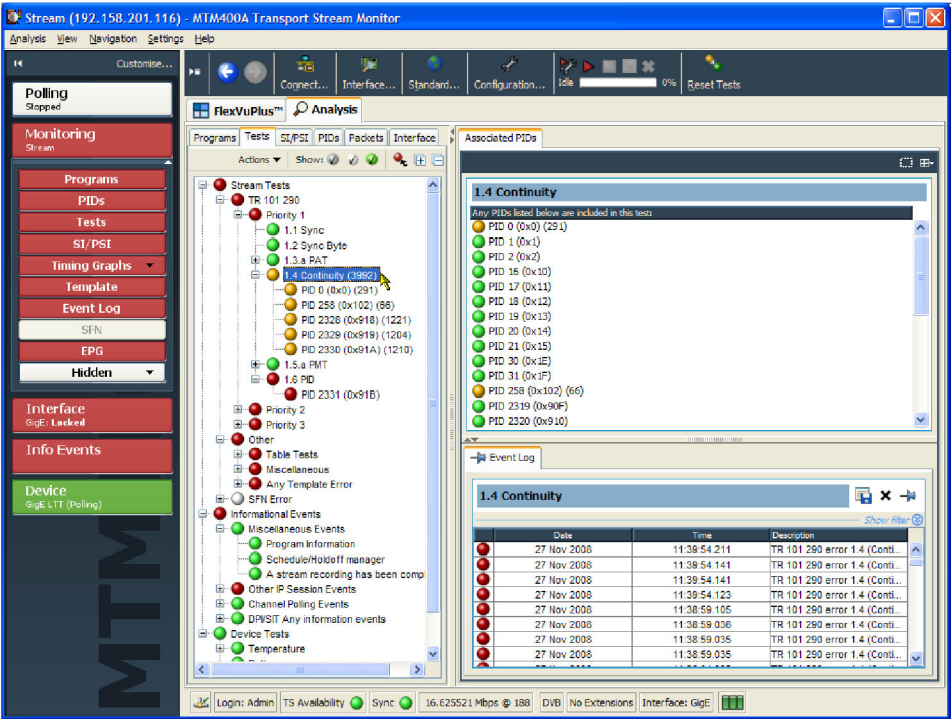 Stream (192.158.201.116) - MTM400A Transport Stream Monitor
Analysis View Navigation Settings Help
Customise...
Polling
Stopped
Monitoring
Stream
Programs
PIDs
Tests
SI/PSI
Timing Graphs
Template
Event Log
SFN
EPG
Hidden
Interface
GigE: Locked
Info Events
Device
GigE LTT (Polling)
MTM
Connect...
Interface...
Standard...
Configuration...
Idle
0%
Reset Tests
FlexVuPlus™
Analysis
Programs Tests SI/PSI PIDs Packets Interface
Actions Show:
Stream Tests
TR 101 290
Priority 1
1.1 Sync
1.2 Sync Byte
1.3.a PAT
1.4 Continuity (3992)
PID 0 (0x0) (291)
PID 258 (0x102) (66)
PID 2328 (0x918) (1221)
PID 2329 (0x919) (1204)
PID 2330 (0x91A) (1210)
1.5.a PMT
1.6 PID
PID 2331 (0x91B)
Priority 2
Priority 3
Other
Table Tests
Miscellaneous
Any Template Error
SFN Error
Informational Events
Miscellaneous Events
Program Information
Schedule/Holdoff manager
A stream recording has been compl
Other IP Session Events
Channel Polling Events
DPI/SIT Any information events
Device Tests
Temperature
Associated PIDs
1.4 Continuity
Any PIDs listed below are included in this test:
PID 0 (0x0) (291)
PID 1 (0x1)
PID 2 (0x2)
PID 16 (0x10)
PID 17 (0x11)
PID 18 (0x12)
PID 19 (0x13)
PID 20 (0x14)
PID 21 (0x15)
PID 30 (0x1E)
PID 31 (0x1F)
PID 258 (0x102) (66)
PID 2319 (0x90F)
PID 2320 (0x910)
Event Log
1.4 Continuity
Show filter
Date Time Description
27 Nov 2008 11:39:54.211 TR 101 290 error 1.4 (Conti...
27 Nov 2008 11:39:54.141 TR 101 290 error 1.4 (Conti...
27 Nov 2008 11:39:54.141 TR 101 290 error 1.4 (Conti...
27 Nov 2008 11:39:54.123 TR 101 290 error 1.4 (Conti...
27 Nov 2008 11:38:59.105 TR 101 290 error 1.4 (Conti...
27 Nov 2008 11:38:59.036 TR 101 290 error 1.4 (Conti...
27 Nov 2008 11:38:59.035 TR 101 290 error 1.4 (Conti...
27 Nov 2008 11:38:59.035 TR 101 290 error 1.4 (Conti...
Login: Admin TS Availability Sync 16.625521 Mbps @ 188 DVB No Extensions Interface: GigE